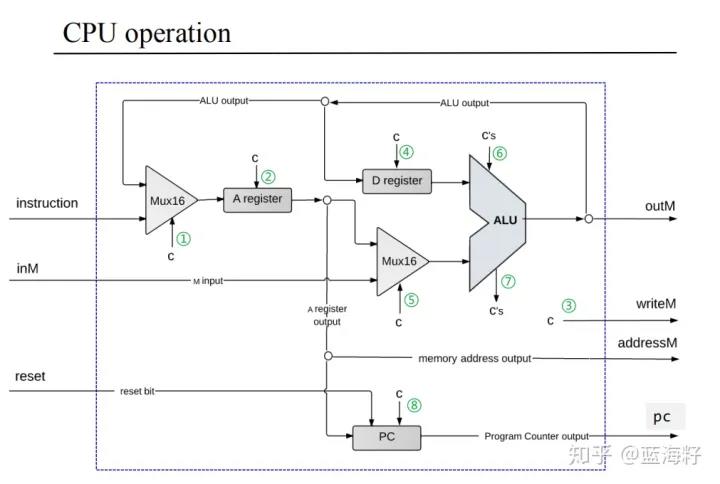 CPU operation
ALU output
ALU output
c
④
c's
⑥
c
②
D register
instruction
Mux16
A register
ALU
outM
①
c
Mux16
inM
M input
⑤
c
⑦
c's
③
c
writeM
A register
output
addressM
memory address output
reset
reset bit
c
⑧
pc
PC
Program Counter output
知乎 @蓝海籽